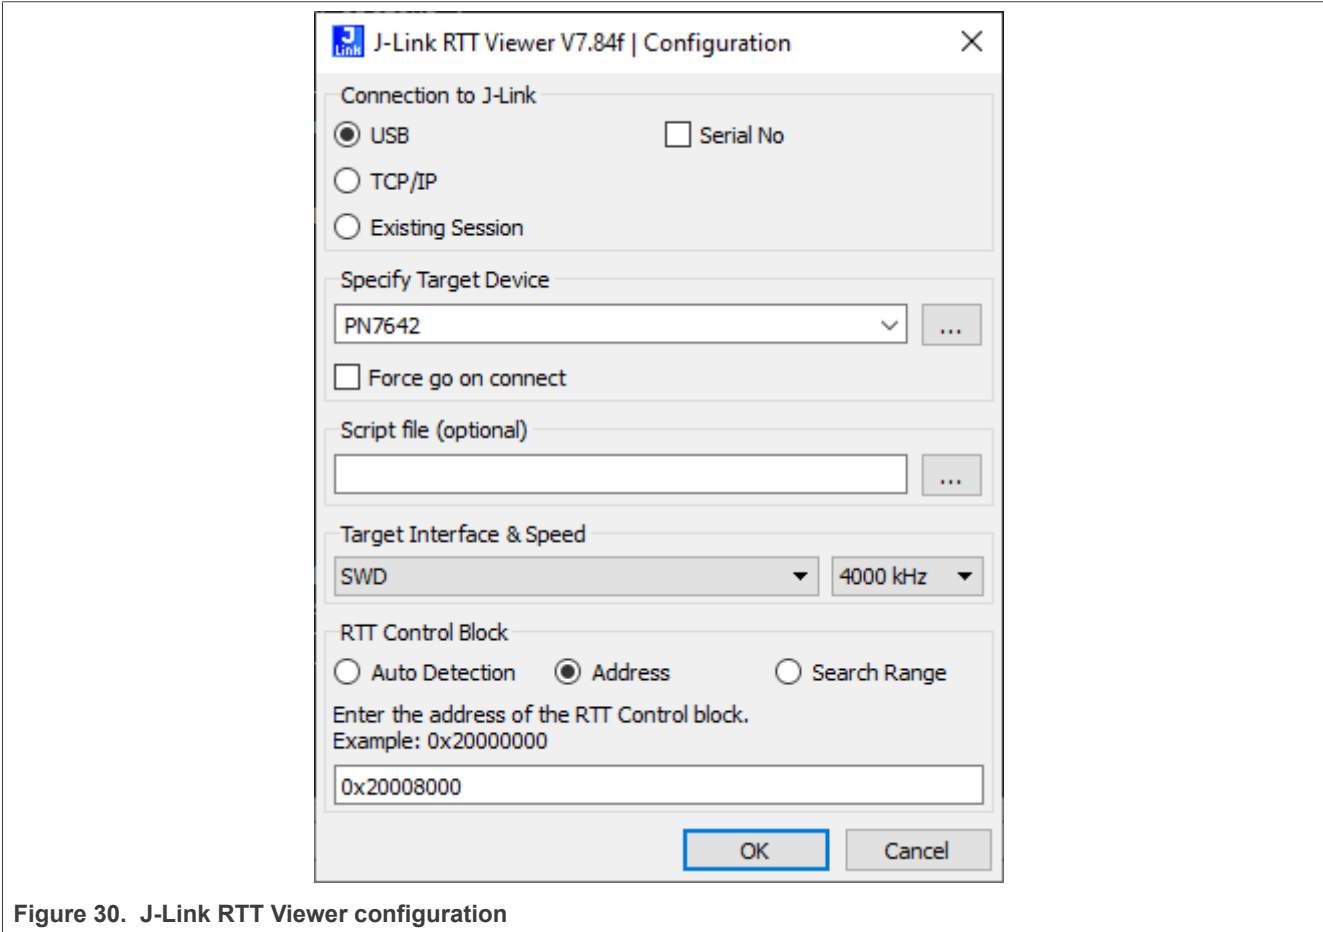 J
Link
J-Link RTT Viewer V7.84f | Configuration
Connection to J-Link
USB
Serial No
TCP/IP
Existing Session
Specify Target Device
PN7642
...
Force go on connect
Script file (optional)
...
Target Interface & Speed
SWD
4000 kHz
RTT Control Block
Auto Detection
Address
Search Range
Enter the address of the RTT Control block.
Example: 0x20000000
0x20008000
OK
Cancel
Figure 30. J-Link RTT Viewer configuration